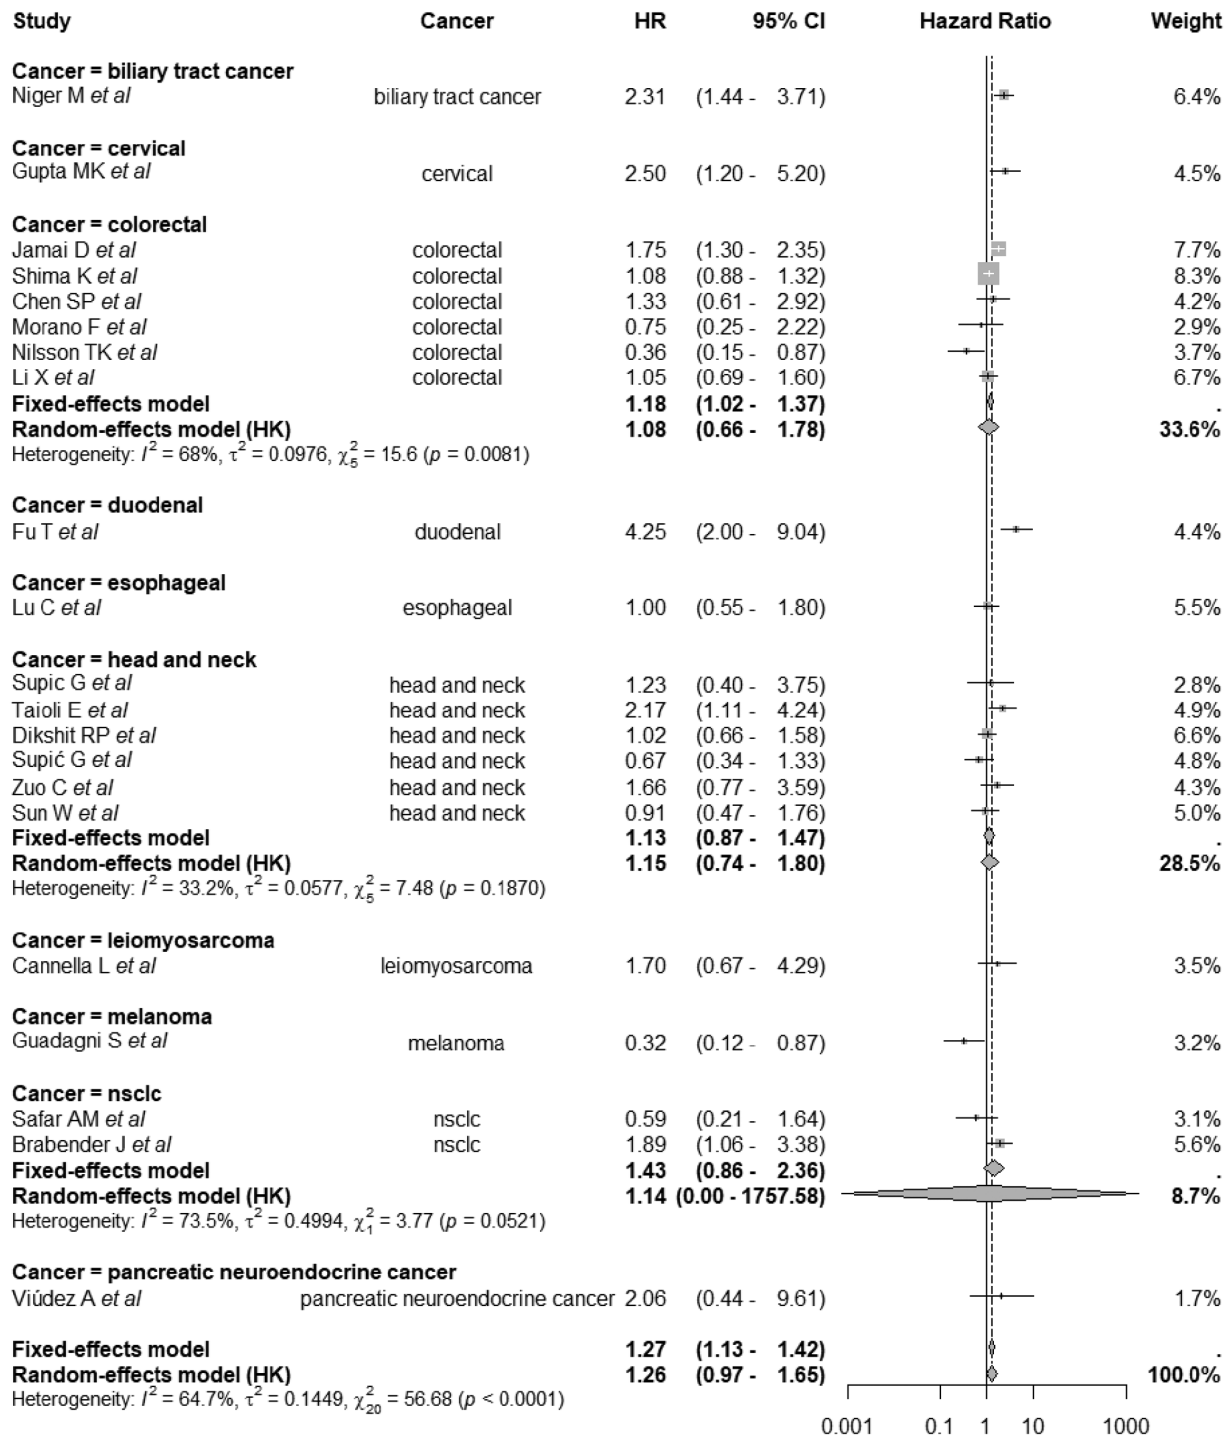 Study Cancer HR 95% CI Hazard Ratio Weight
Cancer = biliary tract cancer
Niger M et al biliary tract cancer 2.31 (1.44 - 3.71) 6.4%
Cancer = cervical
Gupta MK et al cervical 2.50 (1.20 - 5.20) 4.5%
Cancer = colorectal
Jamai D et al colorectal 1.75 (1.30 - 2.35) 7.7%
Shima K et al colorectal 1.08 (0.88 - 1.32) 8.3%
Chen SP et al colorectal 1.33 (0.61 - 2.92) 4.2%
Morano F et al colorectal 0.75 (0.25 - 2.22) 2.9%
Nilsson TK et al colorectal 0.36 (0.15 - 0.87) 3.7%
Li X et al colorectal 1.05 (0.69 - 1.60) 6.7%
Fixed-effects model 1.18 (1.02 - 1.37) .
Random-effects model (HK) 1.08 (0.66 - 1.78) 33.6%
Heterogeneity: I² = 68%, τ² = 0.0976, χ²₅ = 15.6 (p = 0.0081)
Cancer = duodenal
Fu T et al duodenal 4.25 (2.00 - 9.04) 4.4%
Cancer = esophageal
Lu C et al esophageal 1.00 (0.55 - 1.80) 5.5%
Cancer = head and neck
Supic G et al head and neck 1.23 (0.40 - 3.75) 2.8%
Taioli E et al head and neck 2.17 (1.11 - 4.24) 4.9%
Dikshit RP et al head and neck 1.02 (0.66 - 1.58) 6.6%
Supić G et al head and neck 0.67 (0.34 - 1.33) 4.8%
Zuo C et al head and neck 1.66 (0.77 - 3.59) 4.3%
Sun W et al head and neck 0.91 (0.47 - 1.76) 5.0%
Fixed-effects model 1.13 (0.87 - 1.47) .
Random-effects model (HK) 1.15 (0.74 - 1.80) 28.5%
Heterogeneity: I² = 33.2%, τ² = 0.0577, χ²₅ = 7.48 (p = 0.1870)
Cancer = leiomyosarcoma
Cannella L et al leiomyosarcoma 1.70 (0.67 - 4.29) 3.5%
Cancer = melanoma
Guadagni S et al melanoma 0.32 (0.12 - 0.87) 3.2%
Cancer = nsclc
Safar AM et al nsclc 0.59 (0.21 - 1.64) 3.1%
Brabender J et al nsclc 1.89 (1.06 - 3.38) 5.6%
Fixed-effects model 1.43 (0.86 - 2.36) .
Random-effects model (HK) 1.14 (0.00 - 1757.58) 8.7%
Heterogeneity: I² = 73.5%, τ² = 0.4994, χ²₁ = 3.77 (p = 0.0521)
Cancer = pancreatic neuroendocrine cancer
Viúdez A et al pancreatic neuroendocrine cancer 2.06 (0.44 - 9.61) 1.7%
Fixed-effects model 1.27 (1.13 - 1.42) .
Random-effects model (HK) 1.26 (0.97 - 1.65) 100.0%
Heterogeneity: I² = 64.7%, τ² = 0.1449, χ²₂₀ = 56.68 (p < 0.0001)
0.001 0.1 1 10 1000